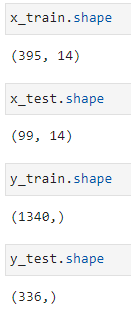 x_train.shape
(395, 14)
x_test.shape
(99, 14)
y_train.shape
(1340,)
y_test.shape
(336,)